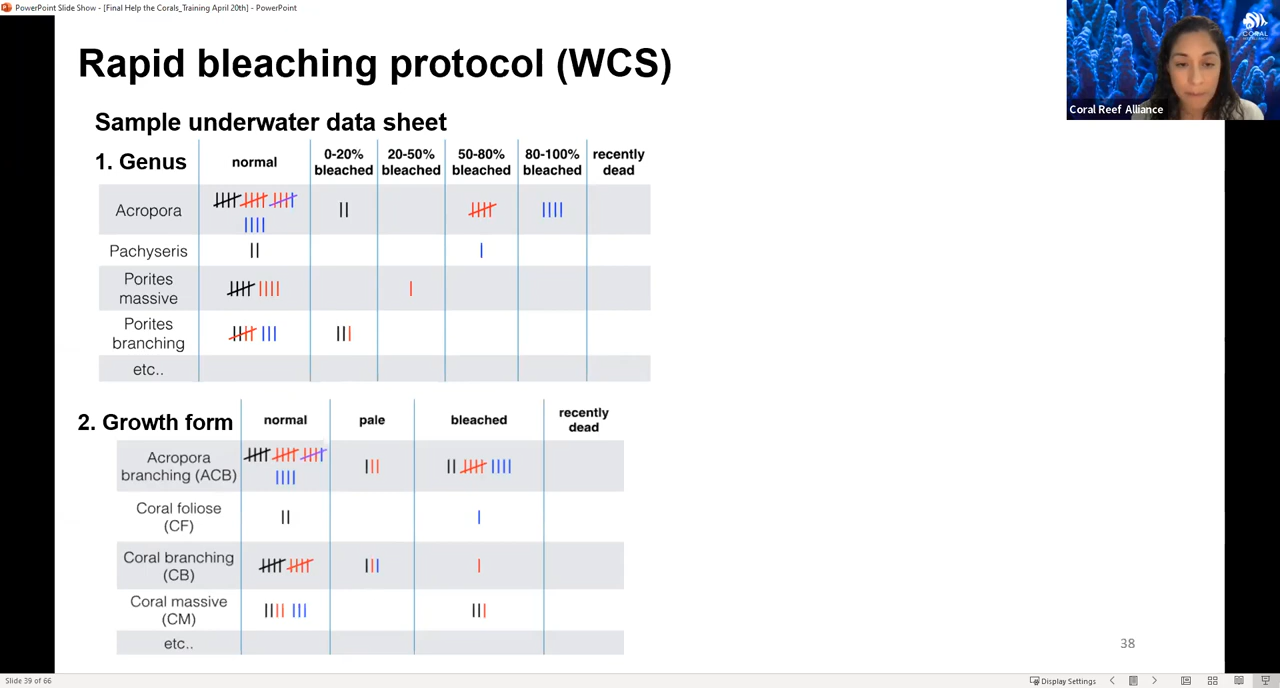 PowerPoint Slide Show - [Final Help the Corals_Training April 20th] - PowerPoint
CORAL
Coral Reef Alliance
Rapid bleaching protocol (WCS)
Sample underwater data sheet
1. Genus
normal
0-20% bleached
20-50% bleached
50-80% bleached
80-100% bleached
recently dead
Acropora
Pachyseris
Porites massive
Porites branching
etc..
2. Growth form
normal
pale
bleached
recently dead
Acropora branching (ACB)
Coral foliose (CF)
Coral branching (CB)
Coral massive (CM)
etc..
38
Slide 39 of 66
Display Settings